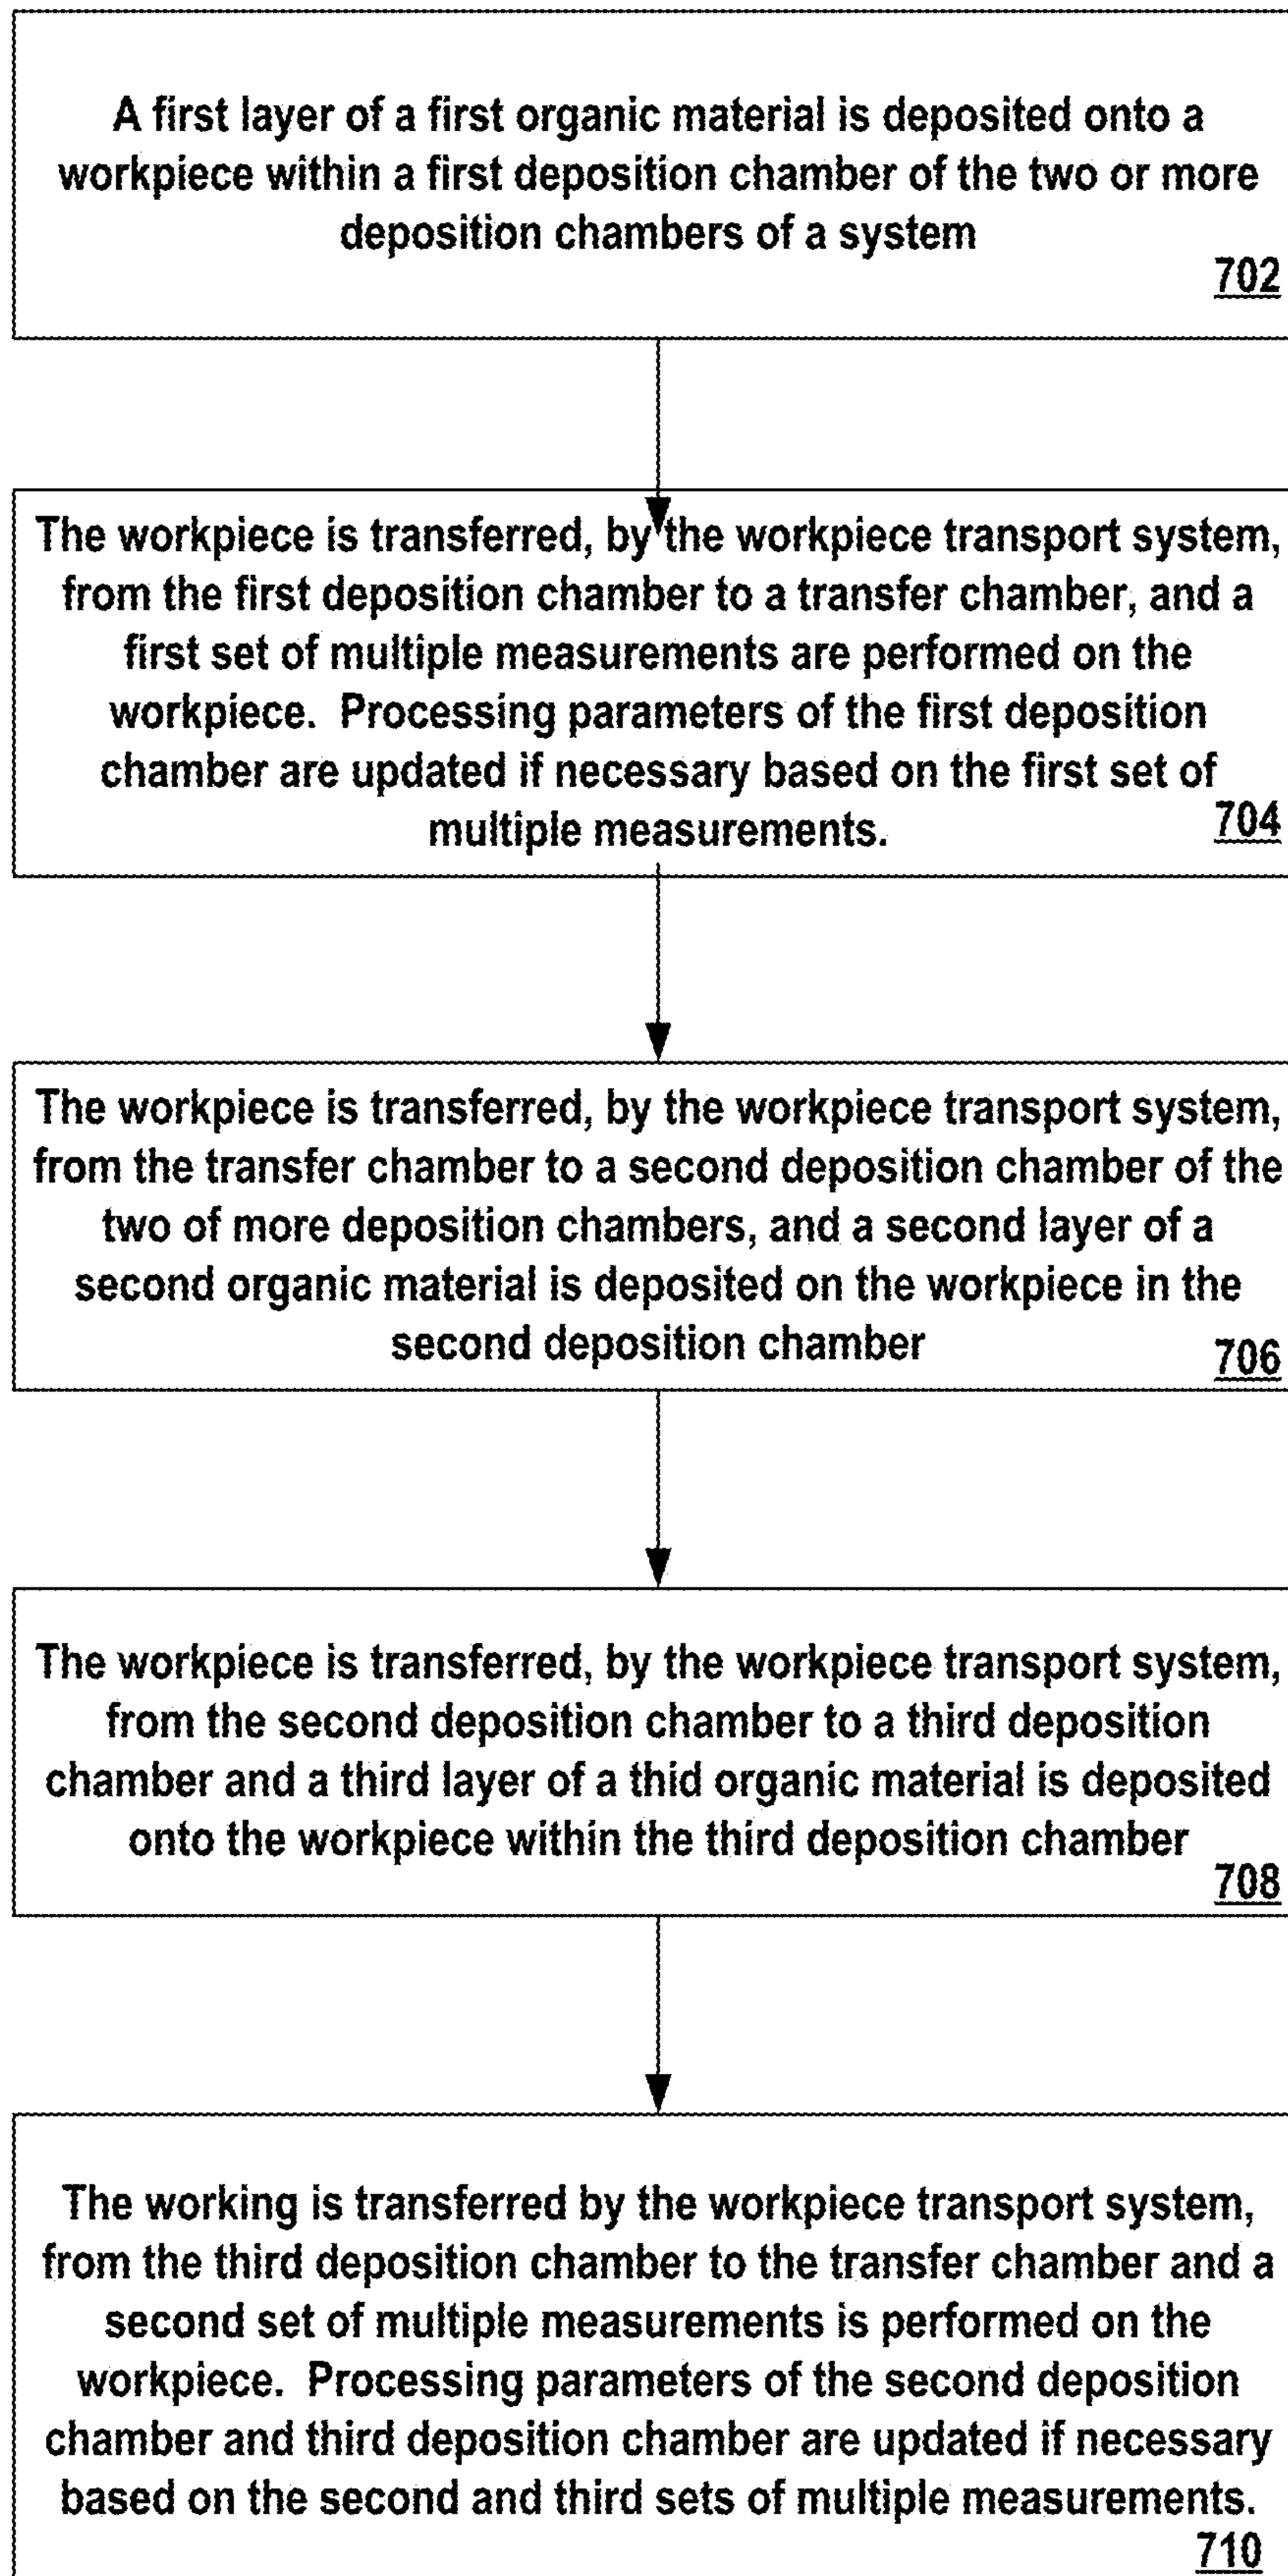 A first layer of a first organic material is deposited onto a
workpiece within a first deposition chamber of the two or more
deposition chambers of a system
702
The workpiece is transferred, by the workpiece transport system,
from the first deposition chamber to a transfer chamber, and a
first set of multiple measurements are performed on the
workpiece.  Processing parameters of the first deposition
chamber are updated if necessary based on the first set of
multiple measurements.
704
The workpiece is transferred, by the workpiece transport system,
from the transfer chamber to a second deposition chamber of the
two of more deposition chambers, and a second layer of a
second organic material is deposited on the workpiece in the
second deposition chamber
706
The workpiece is transferred, by the workpiece transport system,
from the second deposition chamber to a third deposition
chamber and a third layer of a thid organic material is deposited
onto the workpiece within the third deposition chamber
708
The working is transferred by the workpiece transport system,
from the third deposition chamber to the transfer chamber and a
second set of multiple measurements is performed on the
workpiece.  Processing parameters of the second deposition
chamber and third deposition chamber are updated if necessary
based on the second and third sets of multiple measurements.
710